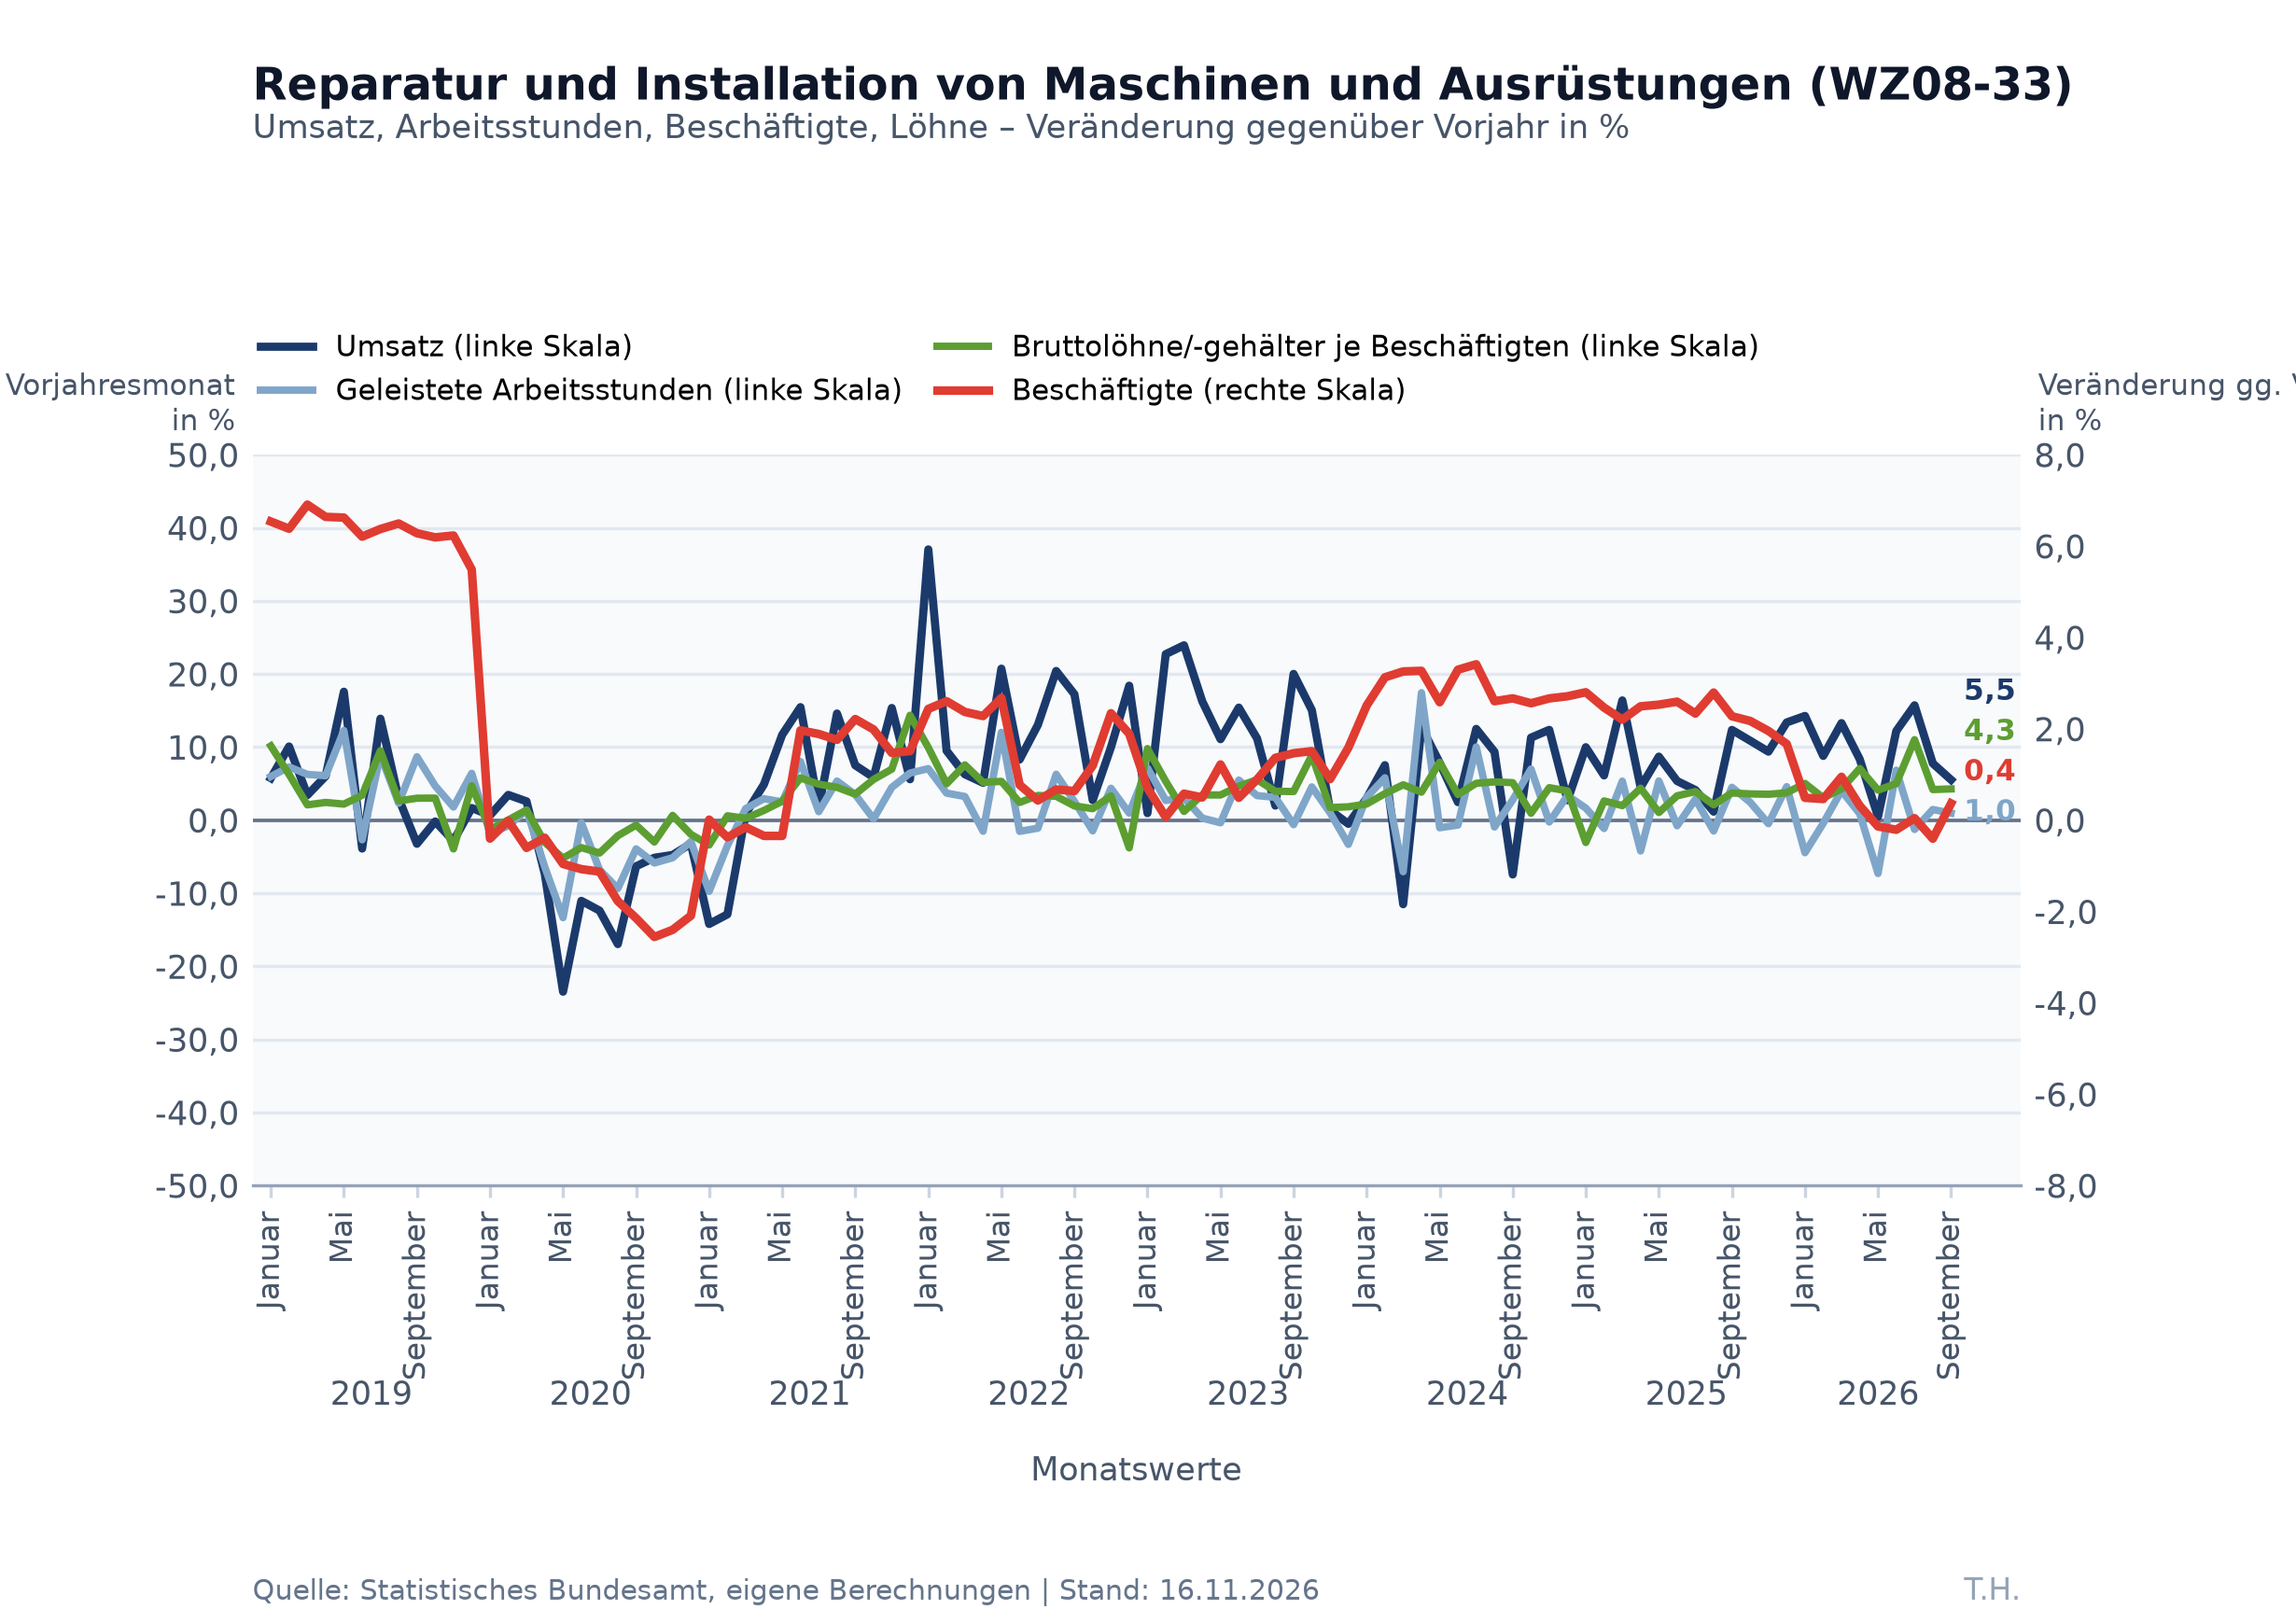 Reparatur und Installation von Maschinen und Ausrüstungen (WZ08-33)
Umsatz, Arbeitsstunden, Beschäftigte, Löhne – Veränderung gegenüber Vorjahr in %
Umsatz (linke Skala)
Geleistete Arbeitsstunden (linke Skala)
Bruttolöhne/-gehälter je Beschäftigten (linke Skala)
Beschäftigte (rechte Skala)
Vorjahresmonat
in %
Veränderung gg.
in %
50,0
40,0
30,0
20,0
10,0
0,0
-10,0
-20,0
-30,0
-40,0
-50,0
8,0
6,0
4,0
2,0
0,0
-2,0
-4,0
-6,0
-8,0
5,5
4,3
0,4
1,0
Januar
Mai
September
Januar
Mai
September
Januar
Mai
September
Januar
Mai
September
Januar
Mai
September
Januar
Mai
September
Januar
Mai
September
Januar
Mai
September
2019
2020
2021
2022
2023
2024
2025
2026
Monatswerte
Quelle: Statistisches Bundesamt, eigene Berechnungen | Stand: 16.11.2026
T.H.